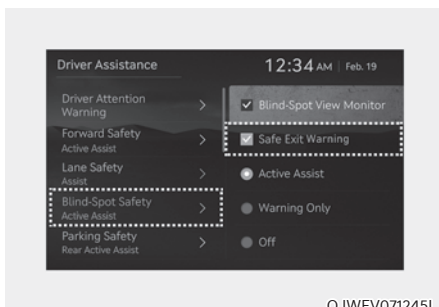 Driver Assistance
12:34 AM | Feb. 19
Driver Attention
Warning
Forward Safety
Active Assist
Lane Safety
Assist
Blind-Spot Safety
Active Assist
Parking Safety
Rear Active Assist
Blind-Spot View Monitor
Safe Exit Warning
Active Assist
Warning Only
Off